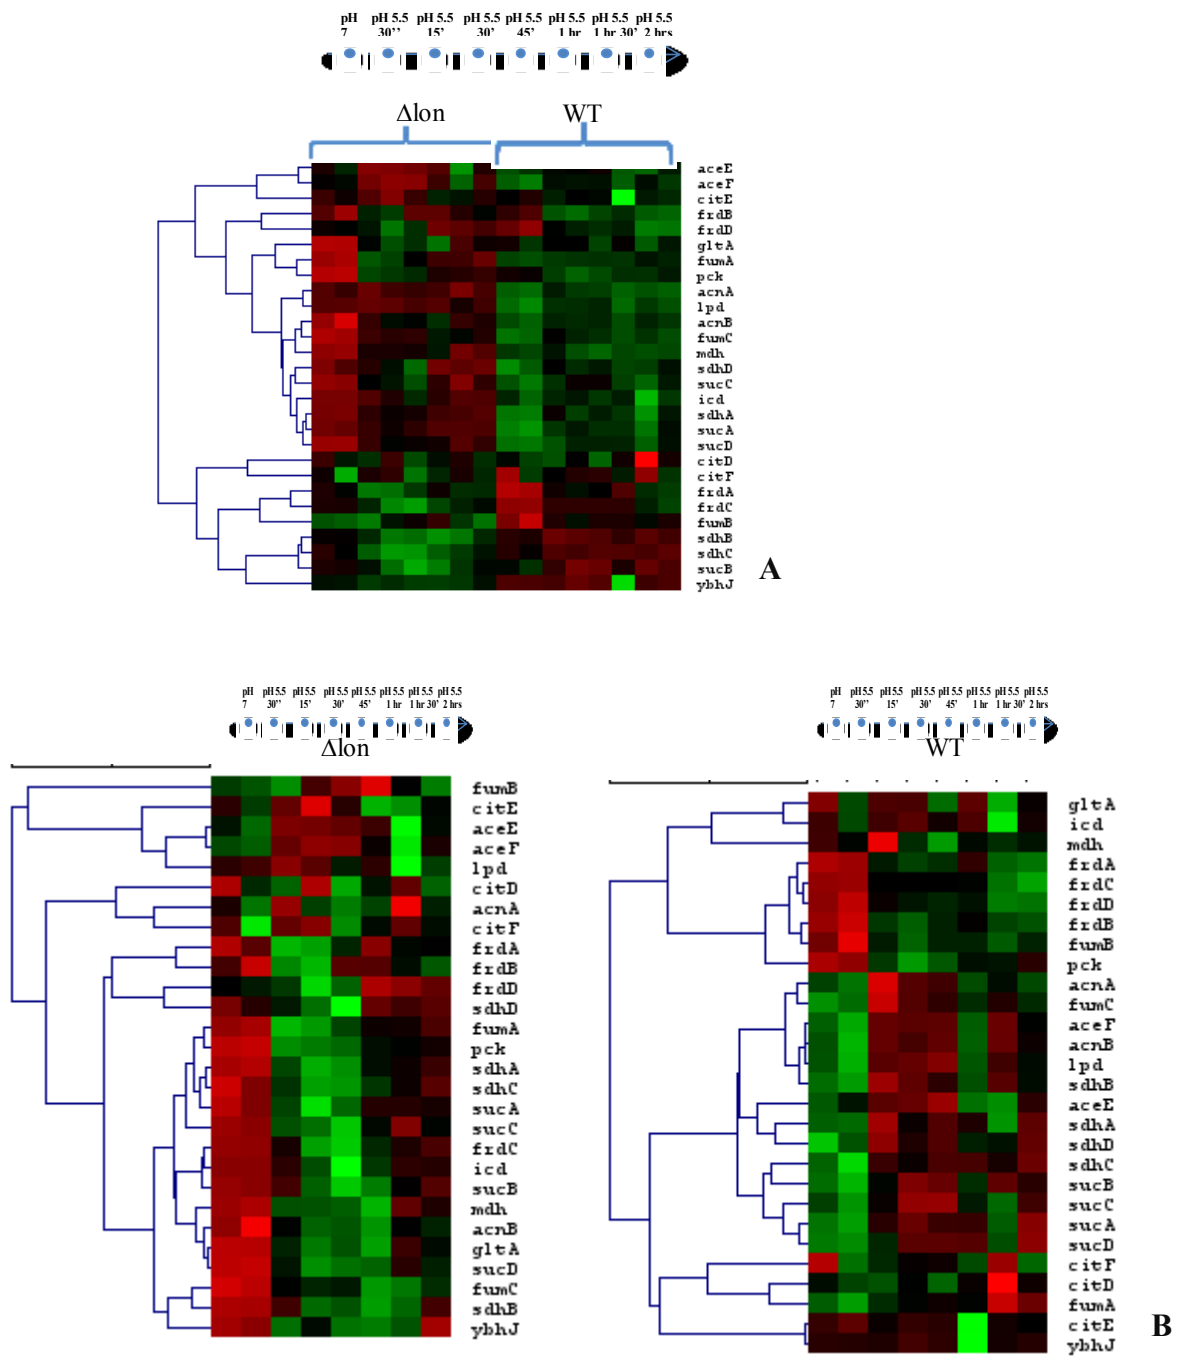 pH pH 5.5 pH 5.5 pH 5.5 pH 5.5 pH 5.5 pH 5.5 pH 5.5
7 30’’ 15’ 30’ 45’ 1 hr 1 hr 30’ 2 hrs
Δlon WT
aceE
aceF
citE
frdB
frdD
gltA
fumA
pck
acnA
lpd
acnB
fumC
mdh
sdhD
sucC
icd
sdhA
sucA
sucD
citD
citF
frdA
frdC
fumB
sdhB
sdhC
sucB
ybhJ
A
pH pH 5.5 pH 5.5 pH 5.5 pH 5.5 pH 5.5 pH 5.5 pH 5.5
7 30’’ 15’ 30’ 45’ 1 hr 1 hr 30’ 2 hrs
Δlon
fumB
citE
aceE
aceF
lpd
citD
acnA
citF
frdA
frdB
frdD
sdhD
fumA
pck
sdhA
sdhC
sucA
sucC
frdC
icd
sucB
mdh
acnB
gltA
sucD
fumC
sdhB
ybhJ
pH pH 5.5 pH 5.5 pH 5.5 pH 5.5 pH 5.5 pH 5.5 pH 5.5
7 30’’ 15’ 30’ 45’ 1 hr 1 hr 30’ 2 hrs
WT
gltA
icd
mdh
frdA
frdC
frdD
frdB
fumB
pck
acnA
fumC
aceF
acnB
lpd
sdhB
aceE
sdhA
sdhD
sdhC
sucB
sucC
sucA
sucD
citF
citD
fumA
citE
ybhJ
B